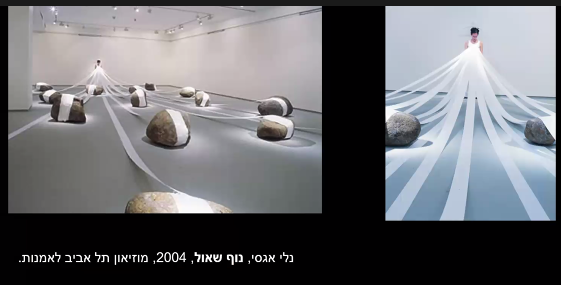 נלי אגסי, נוף שאול, 2004, מוזיאון תל אביב לאמנות.